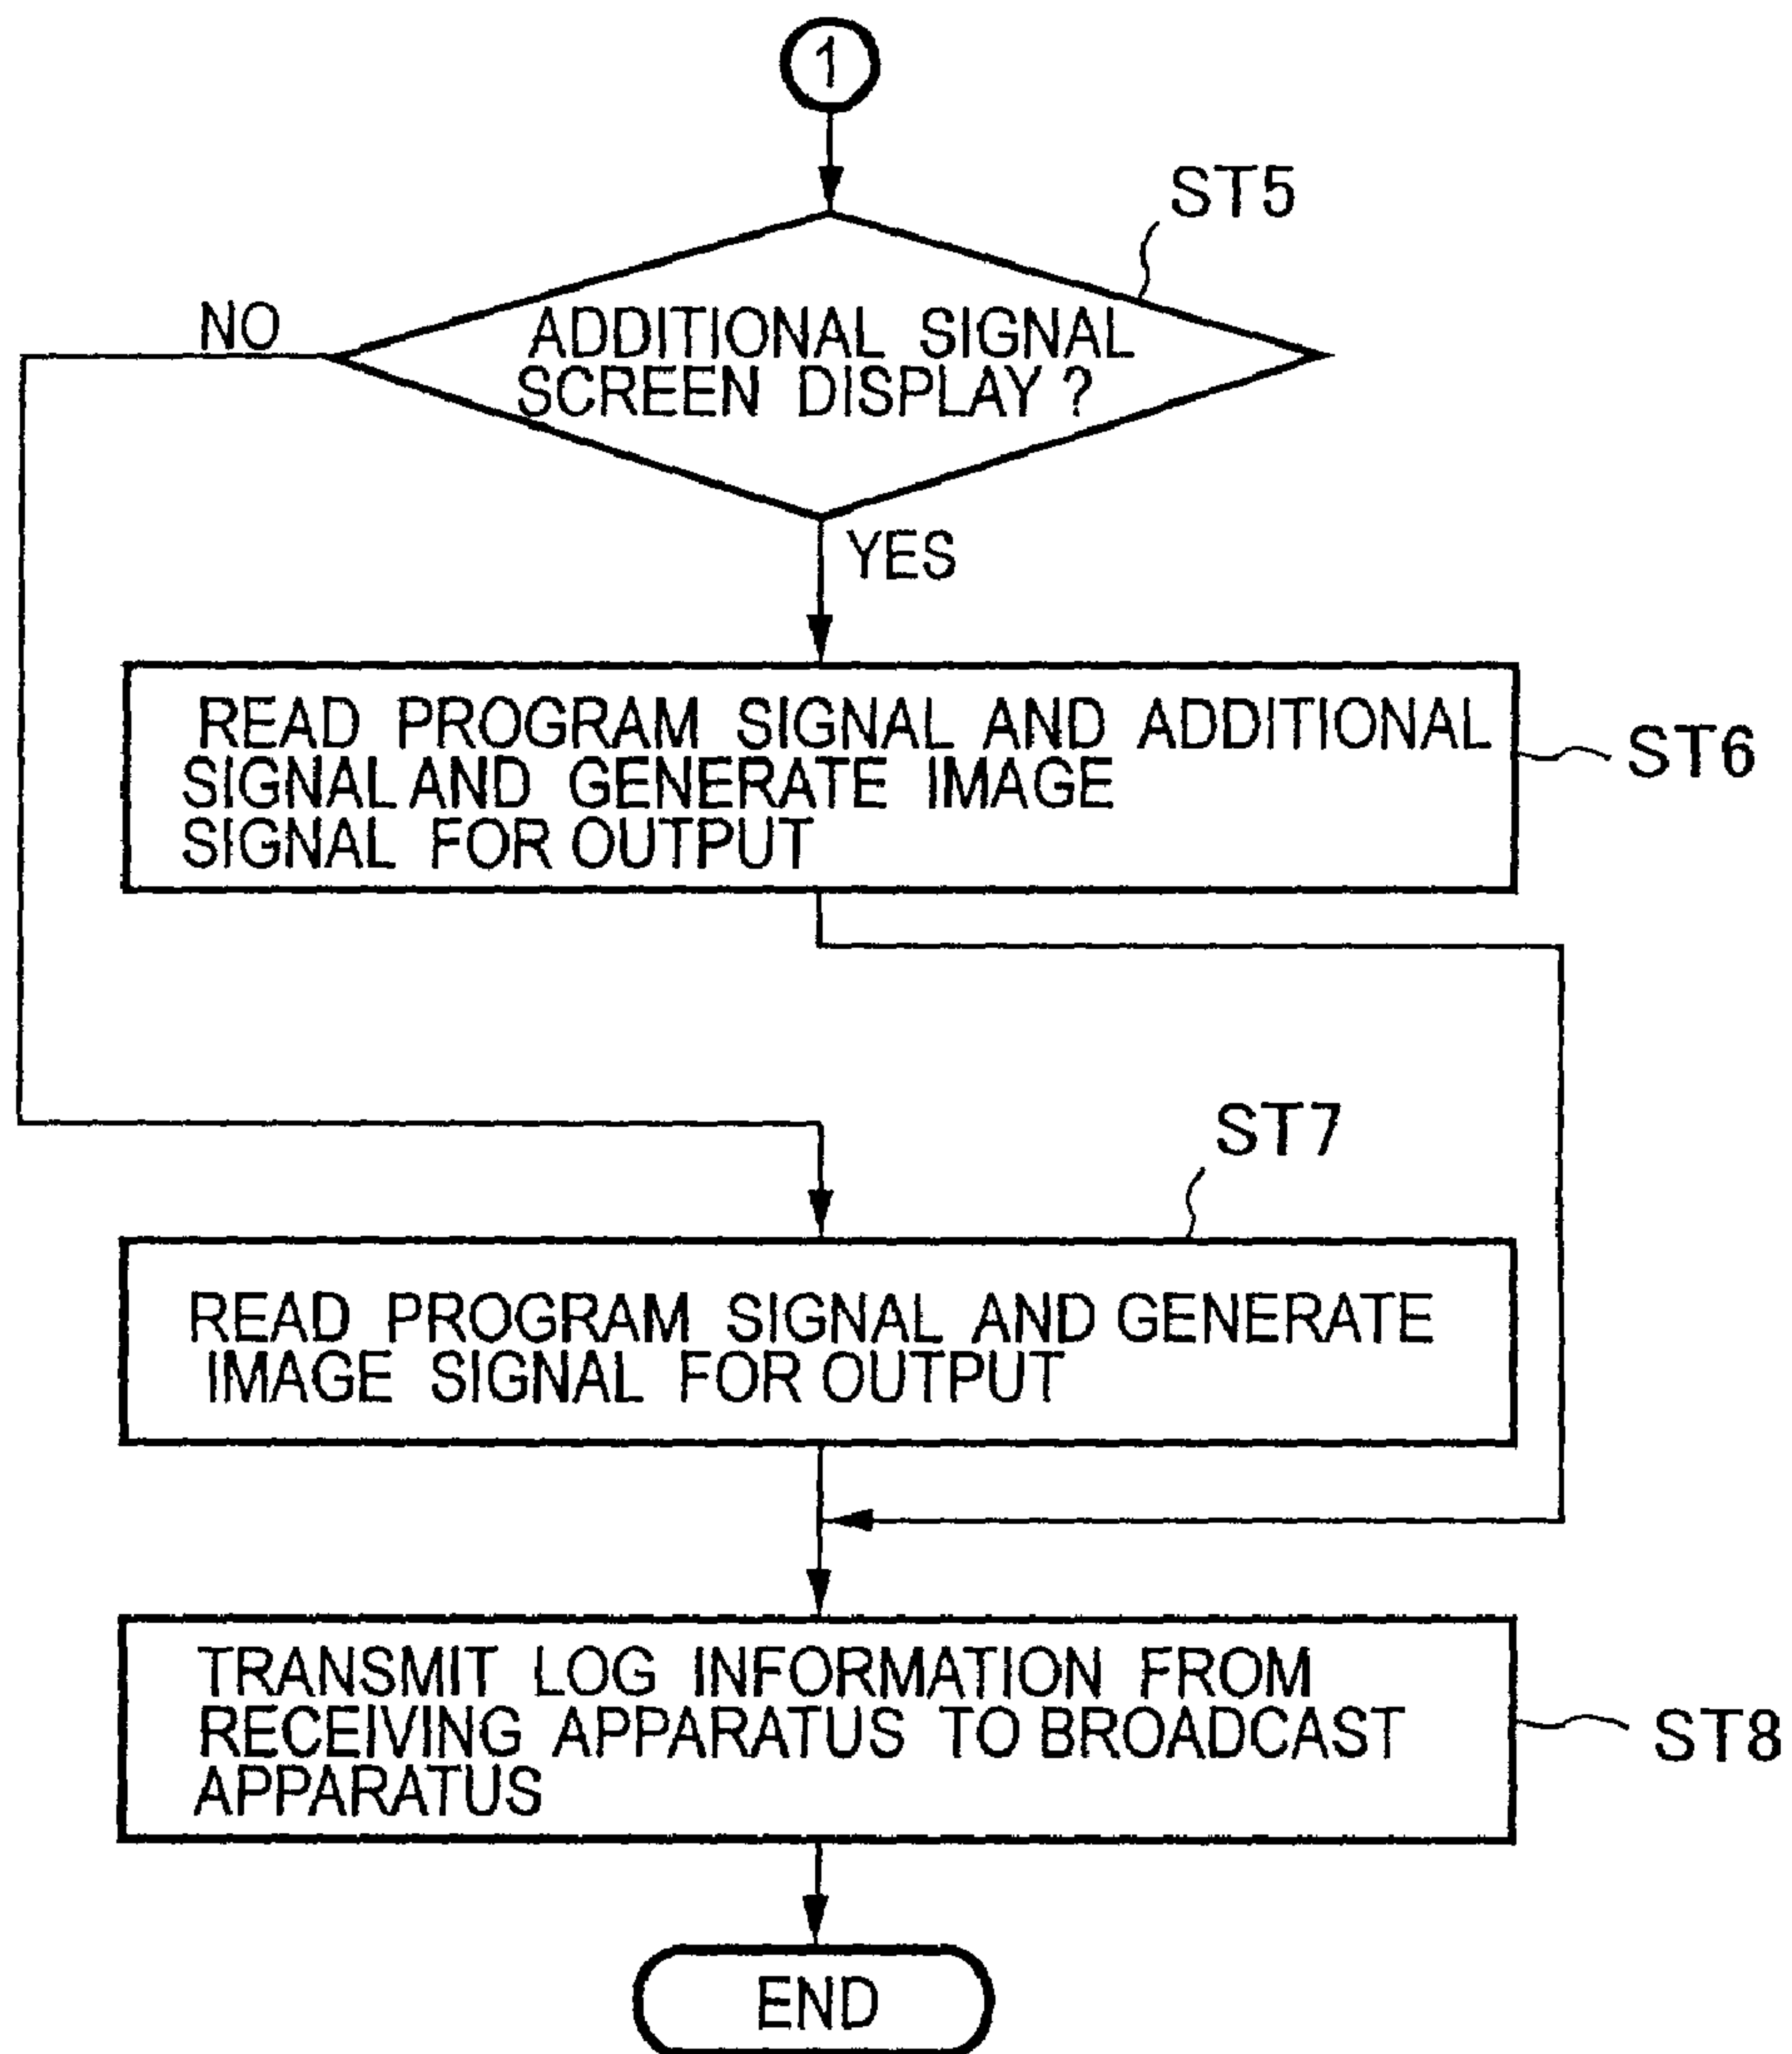 1
ST5
NO
ADDITIONAL SIGNAL
SCREEN DISPLAY ?
YES
READ PROGRAM SIGNAL AND ADDITIONAL
SIGNAL AND GENERATE IMAGE
SIGNAL FOR OUTPUT
ST6
ST7
READ PROGRAM SIGNAL AND GENERATE
IMAGE SIGNAL FOR OUTPUT
TRANSMIT LOG INFORMATION FROM
RECEIVING APPARATUS TO BROADCAST
APPARATUS
ST8
END